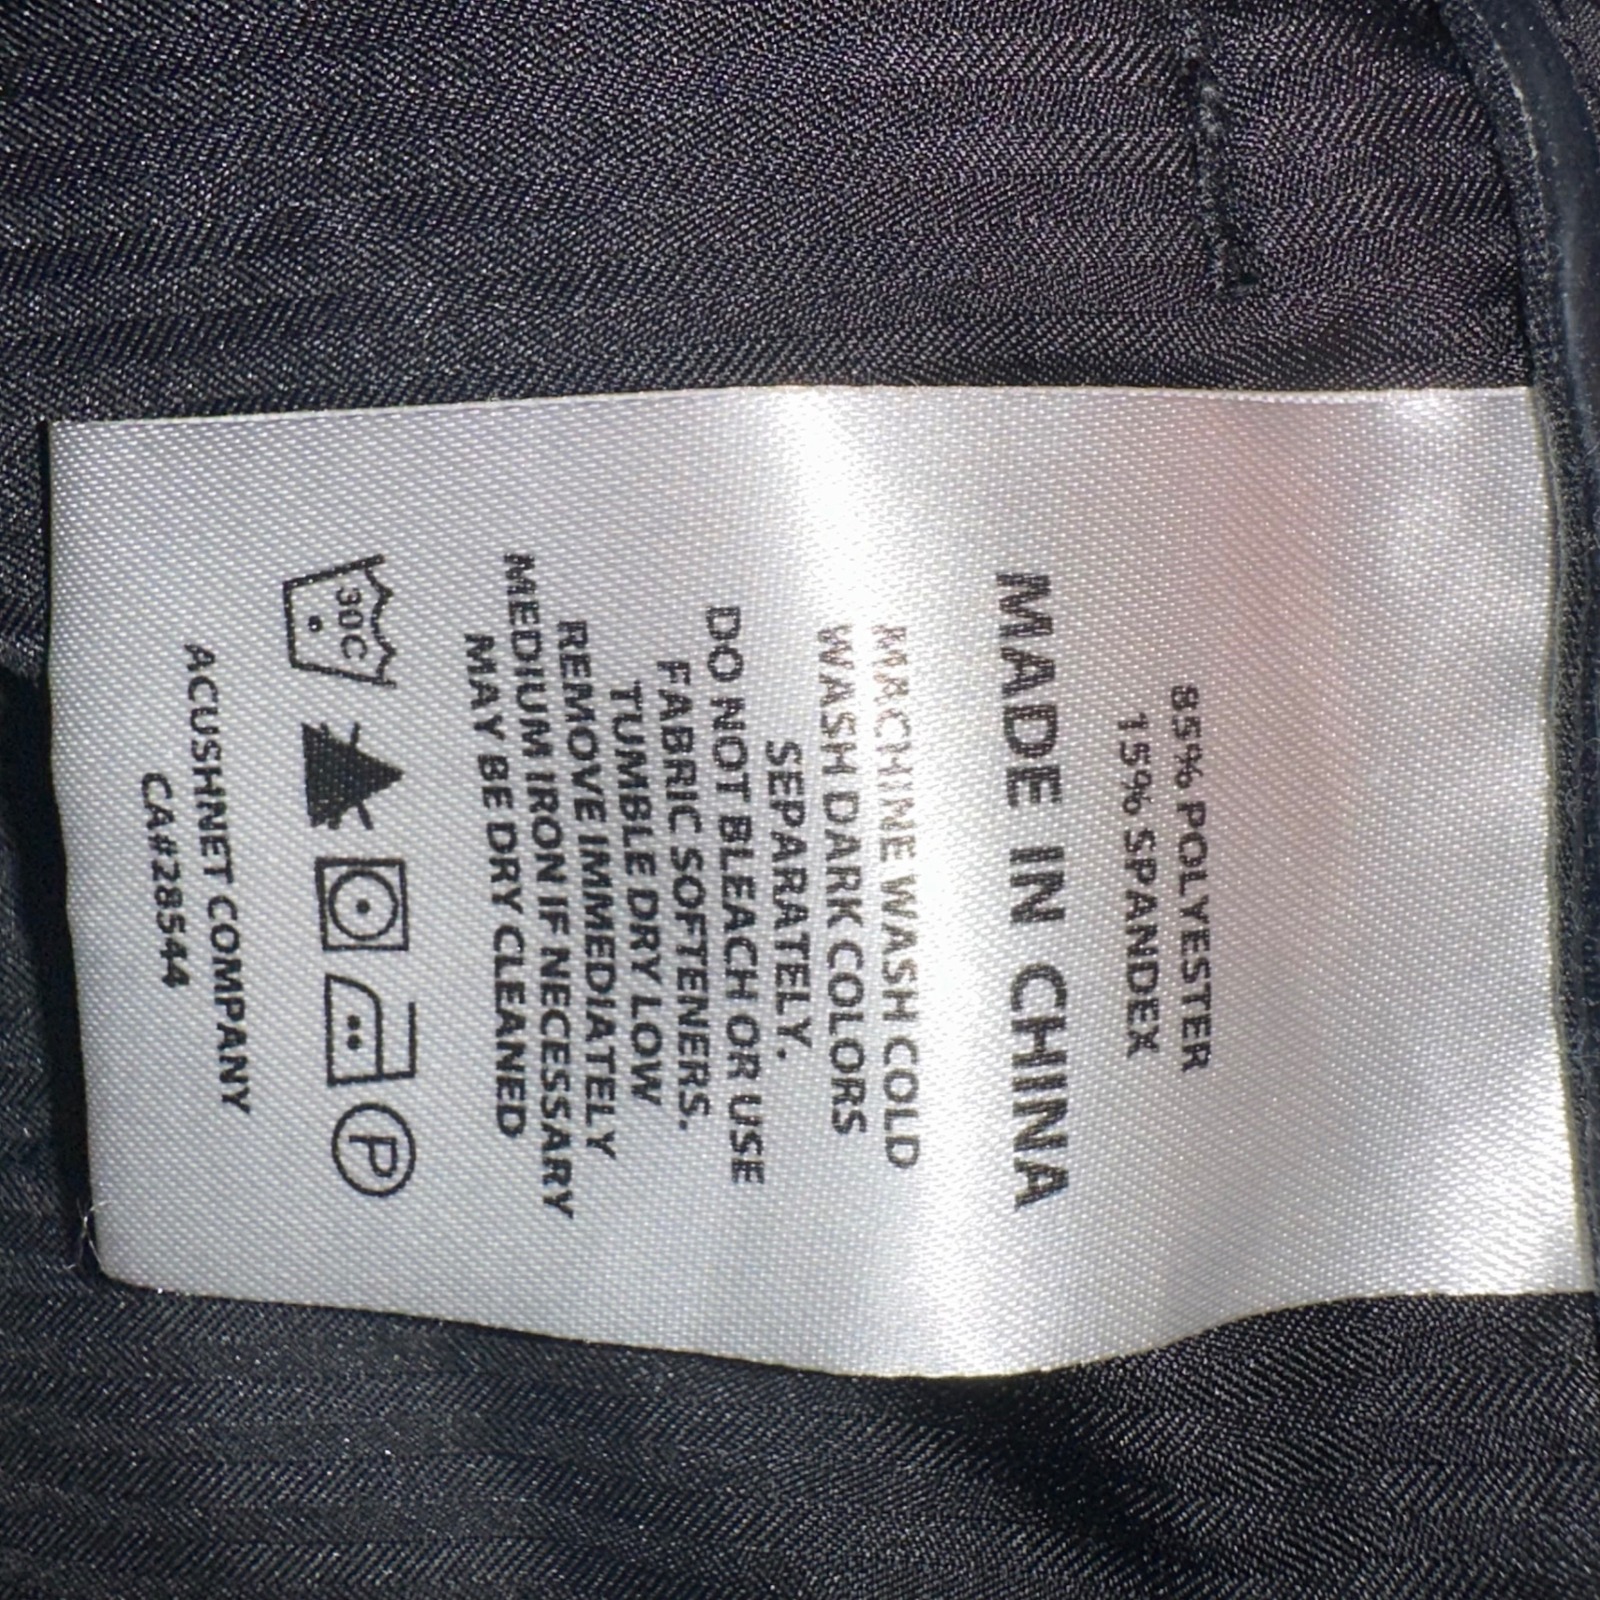 85% POLYESTER
15% SPANDEX
MADE IN CHINA
MACHINE WASH COLD
WASH DARK COLORS
SEPARATELY.
DO NOT BLEACH OR USE
FABRIC SOFTENERS.
TUMBLE DRY LOW
REMOVE IMMEDIATELY
MEDIUM IRON IF NECESSARY
MAY BE DRY CLEANED
30C P
ACUSHNET COMPANY
CA#28544